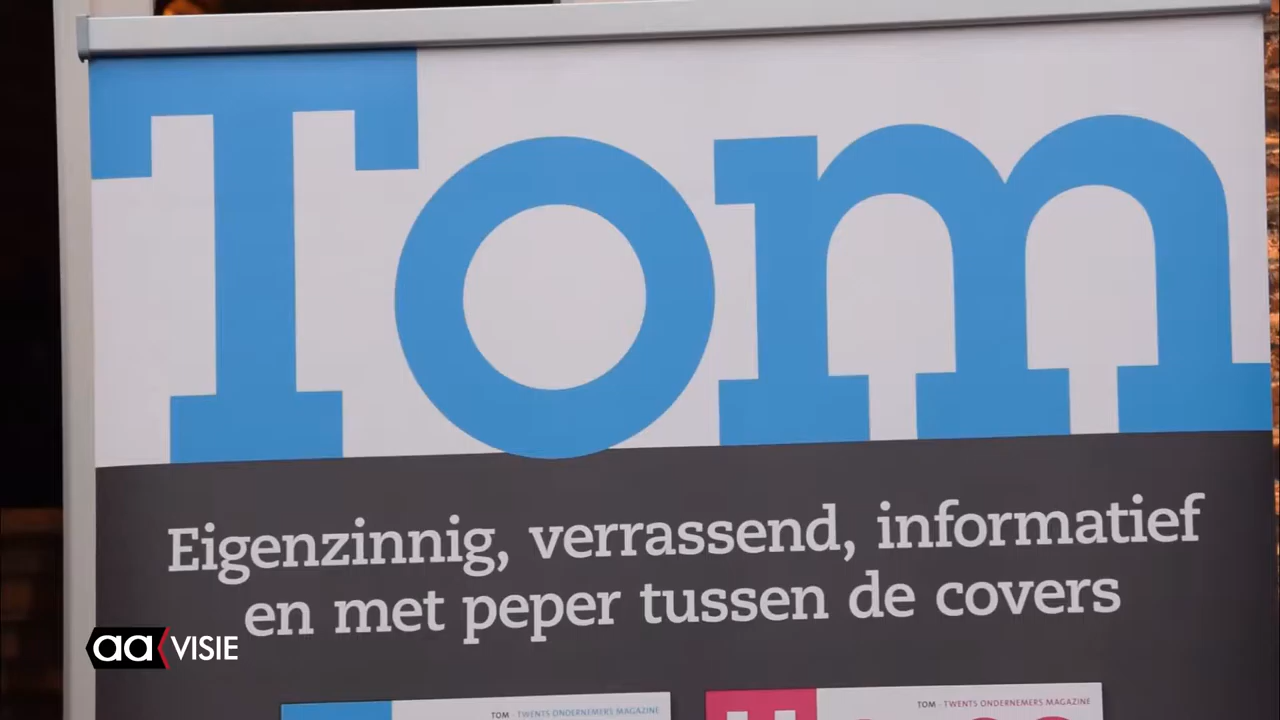 Tom
Eigenzinnig, verrassend, informatief
en met peper tussen de covers
aa VISIE
TOM - TWENTS ONDERNEMERS MAGAZINE
TOM - TWENTS ONDERNEMERS MAGAZINE